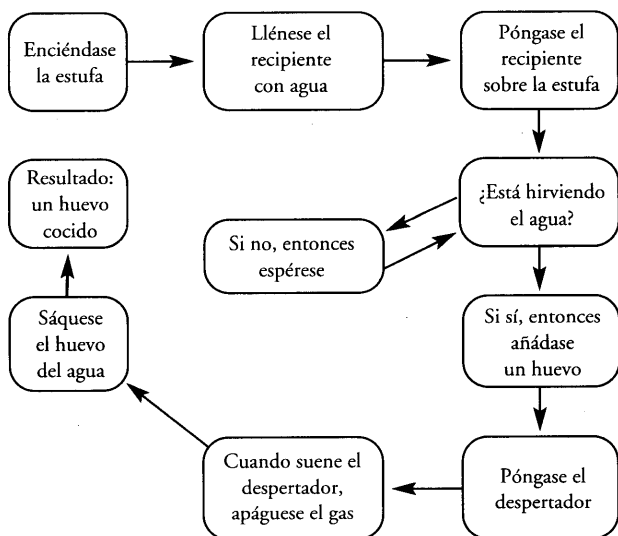 Enciéndase
la estufa
Llénese el
recipiente
con agua
Póngase el
recipiente
sobre la estufa
¿Está hirviendo
el agua?
Si no, entonces
espérese
Si sí, entonces
añádase
un huevo
Póngase el
despertador
Cuando suene el
despertador,
apáguese el gas
Sáquese
el huevo
del agua
Resultado:
un huevo
cocido